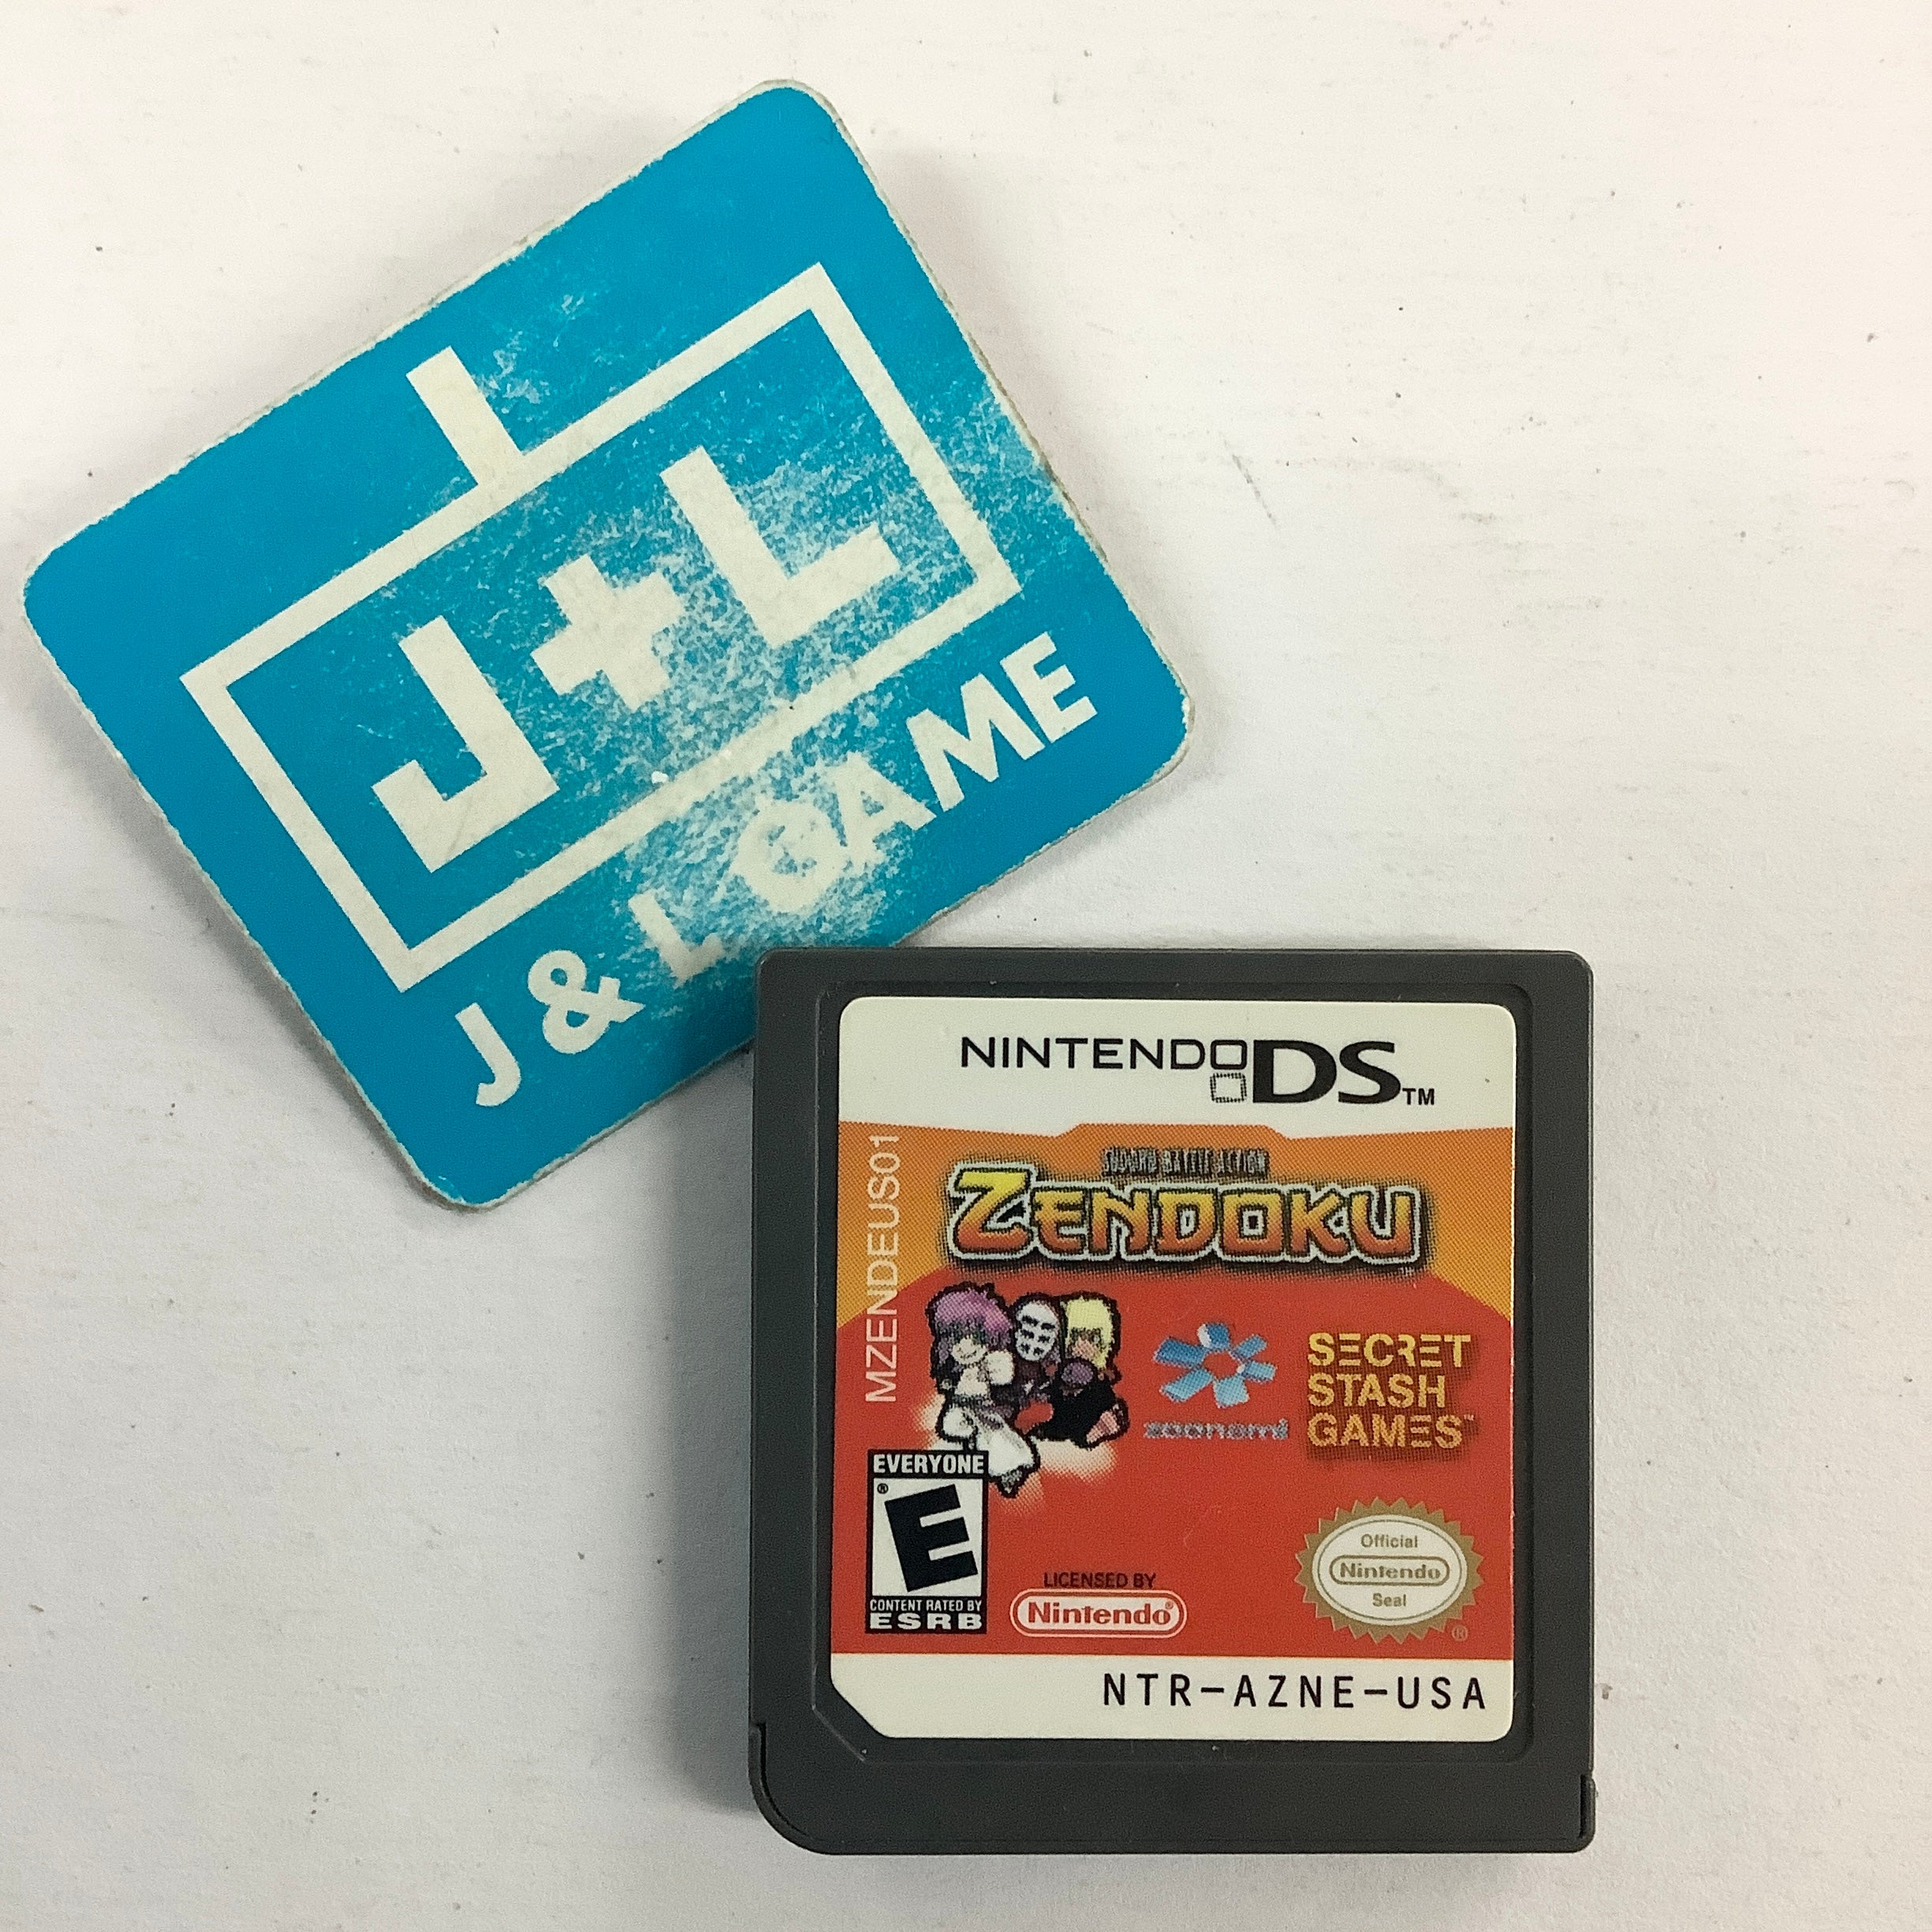 J+L
J & L GAME
NINTENDO DS™
SUDOKU BATTLE ACTION
ZENDOKU
MZENDEUS01
zoonami
SECRET
STASH
GAMES™
EVERYONE
E®
CONTENT RATED BY
ESRB
LICENSED BY
Nintendo®
Official
Nintendo
Seal
®
NTR-AZNE-USA